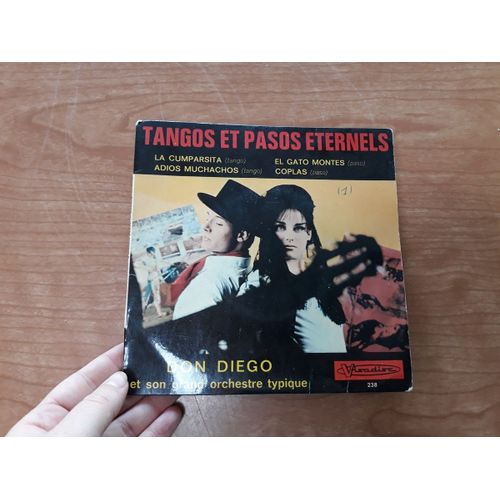 TANGOS ET PASOS ETERNELS
LA CUMPARSITA (tango)
ADIOS MUCHACHOS (tango)
EL GATO MONTES (paso)
COPLAS (paso)
(1)
DON DIEGO
et son grand orchestre typique
Visadisc
238